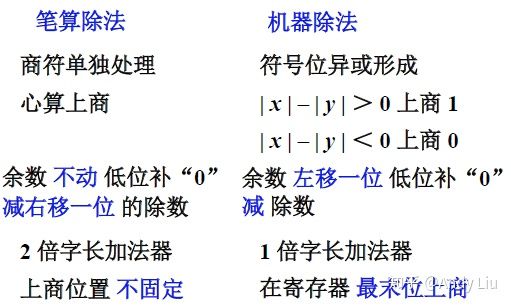 笔算除法
机器除法
商符单独处理
符号位异或形成
心算上商
| x | – | y | > 0 上商 1
| x | – | y | < 0 上商 0
余数 不动 低位补“0”
减右移一位 的除数
余数 左移一位 低位补“0”
减 除数
2 倍字长加法器
1 倍字长加法器
上商位置 不固定
在寄存器 最末位上商
知乎 @Andy Liu